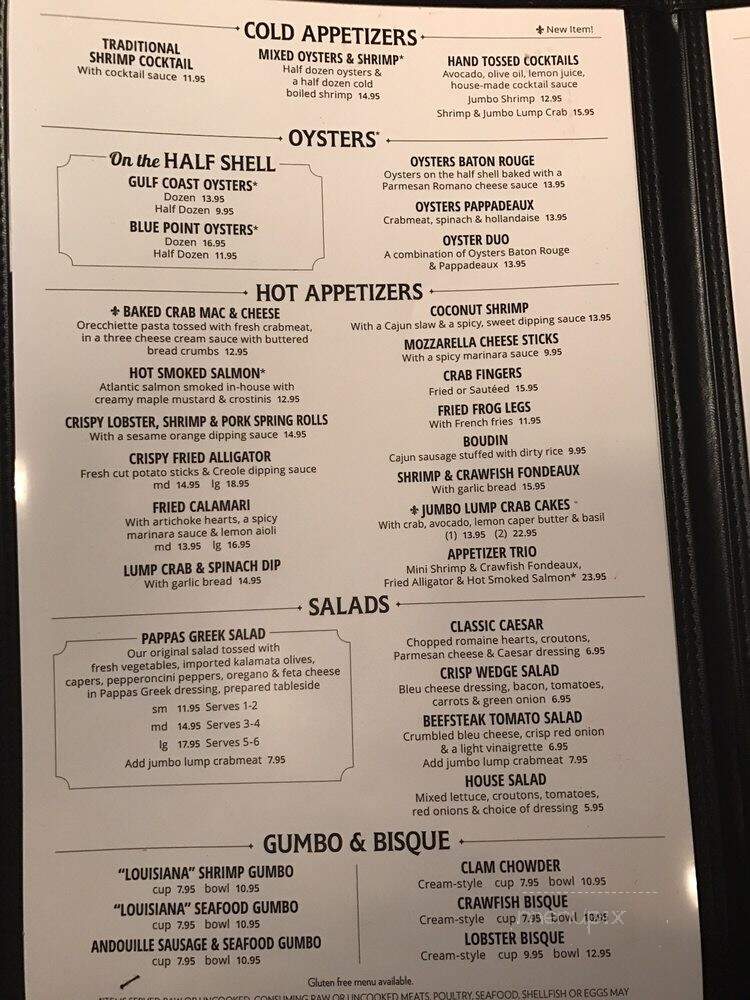 COLD APPETIZERS
⚜ New Item!
TRADITIONAL
SHRIMP COCKTAIL
With cocktail sauce 11.95
MIXED OYSTERS & SHRIMP*
Half dozen oysters &
a half dozen cold
boiled shrimp 14.95
HAND TOSSED COCKTAILS
Avocado, olive oil, lemon juice,
house-made cocktail sauce
Jumbo Shrimp 12.95
Shrimp & Jumbo Lump Crab 15.95
OYSTERS*
On the HALF SHELL
GULF COAST OYSTERS*
Dozen 13.95
Half Dozen 9.95
BLUE POINT OYSTERS*
Dozen 16.95
Half Dozen 11.95
OYSTERS BATON ROUGE
Oysters on the half shell baked with a
Parmesan Romano cheese sauce 13.95
OYSTERS PAPPADEAUX
Crabmeat, spinach & hollandaise 13.95
OYSTER DUO
A combination of Oysters Baton Rouge
& Pappadeaux 13.95
HOT APPETIZERS
⚜ BAKED CRAB MAC & CHEESE
Orecchiette pasta tossed with fresh crabmeat,
in a three cheese cream sauce with buttered
bread crumbs 12.95
HOT SMOKED SALMON*
Atlantic salmon smoked in-house with
creamy maple mustard & crostinis 12.95
CRISPY LOBSTER, SHRIMP & PORK SPRING ROLLS
With a sesame orange dipping sauce 14.95
CRISPY FRIED ALLIGATOR
Fresh cut potato sticks & Creole dipping sauce
md 14.95 lg 18.95
FRIED CALAMARI
With artichoke hearts, a spicy
marinara sauce & lemon aioli
md 13.95 lg 16.95
LUMP CRAB & SPINACH DIP
With garlic bread 14.95
COCONUT SHRIMP
With a Cajun slaw & a spicy, sweet dipping sauce 13.95
MOZZARELLA CHEESE STICKS
With a spicy marinara sauce 9.95
CRAB FINGERS
Fried or Sautéed 15.95
FRIED FROG LEGS
With French fries 11.95
BOUDIN
Cajun sausage stuffed with dirty rice 9.95
SHRIMP & CRAWFISH FONDEAUX
With garlic bread 15.95
⚜ JUMBO LUMP CRAB CAKES
With crab, avocado, lemon caper butter & basil
(1) 13.95 (2) 22.95
APPETIZER TRIO
Mini Shrimp & Crawfish Fondeaux,
Fried Alligator & Hot Smoked Salmon* 23.95
SALADS
PAPPAS GREEK SALAD
Our original salad tossed with
fresh vegetables, imported kalamata olives,
capers, pepperoncini peppers, oregano & feta cheese
in Pappas Greek dressing, prepared tableside
sm 11.95 Serves 1-2
md 14.95 Serves 3-4
lg 17.95 Serves 5-6
Add jumbo lump crabmeat 7.95
CLASSIC CAESAR
Chopped romaine hearts, croutons,
Parmesan cheese & Caesar dressing 6.95
CRISP WEDGE SALAD
Bleu cheese dressing, bacon, tomatoes,
carrots & green onion 6.95
BEEFSTEAK TOMATO SALAD
Crumbled bleu cheese, crisp red onion
& a light vinaigrette 6.95
Add jumbo lump crabmeat 7.95
HOUSE SALAD
Mixed lettuce, croutons, tomatoes,
red onions & choice of dressing 5.95
GUMBO & BISQUE
"LOUISIANA" SHRIMP GUMBO
cup 7.95 bowl 10.95
"LOUISIANA" SEAFOOD GUMBO
cup 7.95 bowl 10.95
ANDOUILLE SAUSAGE & SEAFOOD GUMBO
cup 7.95 bowl 10.95
CLAM CHOWDER
Cream-style cup 7.95 bowl 10.95
CRAWFISH BISQUE
Cream-style cup 7.95 bowl 10.95
LOBSTER BISQUE
Cream-style cup 9.95 bowl 12.95
menupix
Gluten free menu available.
*ITEMS SERVED RAW OR UNCOOKED. CONSUMING RAW OR UNCOOKED MEATS, POULTRY, SEAFOOD, SHELLFISH OR EGGS MAY